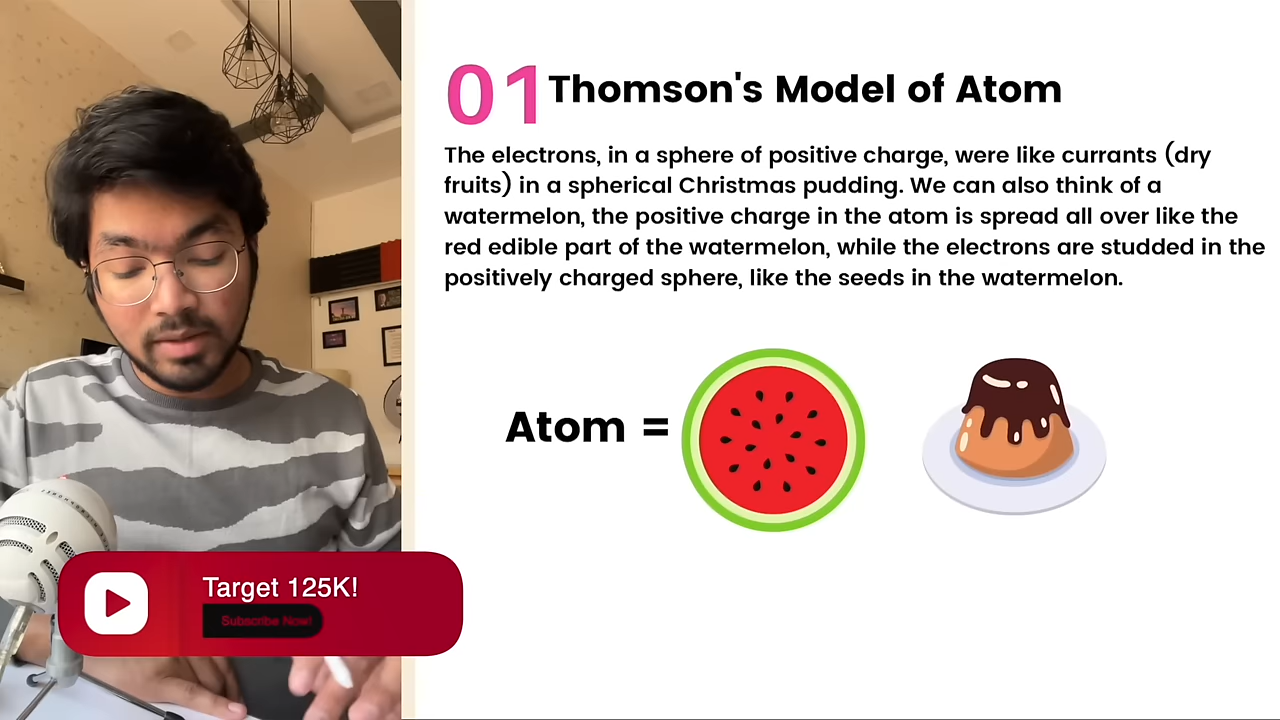 01 Thomson's Model of Atom
The electrons, in a sphere of positive charge, were like currants (dry
fruits) in a spherical Christmas pudding. We can also think of a
watermelon, the positive charge in the atom is spread all over like the
red edible part of the watermelon, while the electrons are studded in the
positively charged sphere, like the seeds in the watermelon.
Atom =
Target 125K!
Subscribe Now!